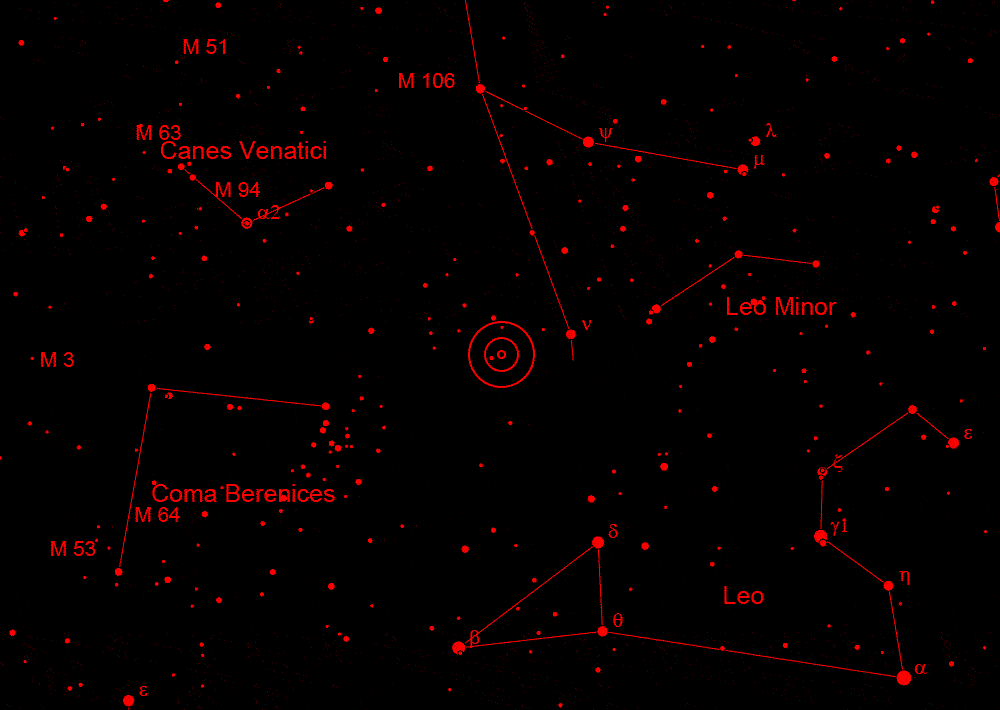 M 51
M 106
M 63
ψ
λ
Canes Venatici
μ
M 94
α2
Leo Minor
ν
M 3
ε
ζ
Coma Berenices
M 64
γ1
δ
M 53
η
Leo
θ
β
α
ε